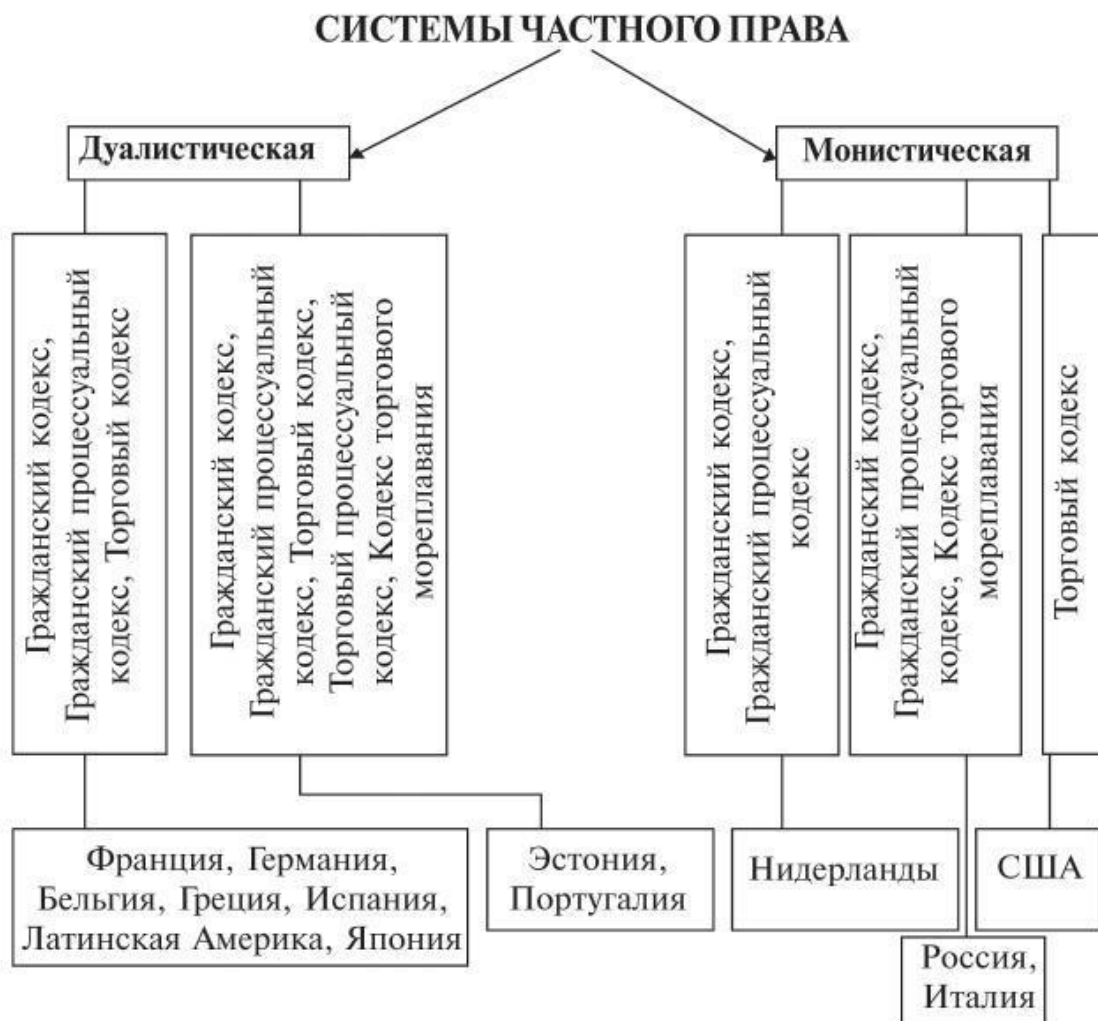 СИСТЕМЫ ЧАСТНОГО ПРАВА
Дуалистическая
Монистическая
Гражданский кодекс,
Гражданский процессуальный
кодекс, Торговый кодекс
Гражданский кодекс,
Гражданский процессуальный
кодекс, Торговый кодекс,
Торговый процессуальный
кодекс, Кодекс торгового
мореплавания
Гражданский кодекс,
Гражданский процессуальный
кодекс
Гражданский кодекс,
Гражданский процессуальный
кодекс, Кодекс торгового
мореплавания
Торговый кодекс
Франция, Германия,
Бельгия, Греция, Испания,
Латинская Америка, Япония
Эстония,
Португалия
Нидерланды
США
Россия,
Италия